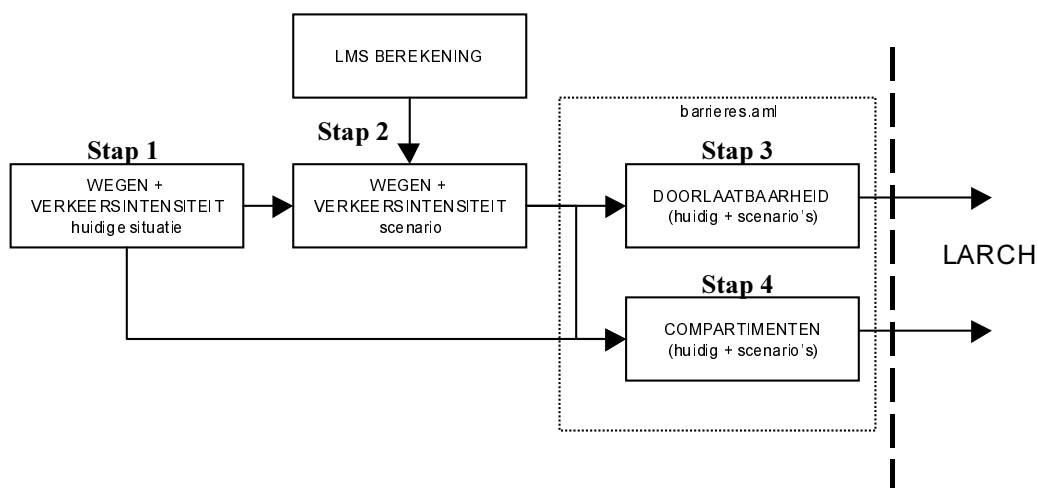 LMS BEREKENING
barrieres.aml
Stap 1
Stap 2
Stap 3
WEGEN +
VERKEERSINTENSITEIT
huidige situatie
WEGEN +
VERKEERSINTENSITEIT
scenario
DOORLAATBAARHEID
(huidig + scenario's)
LARCH
Stap 4
COMPARTIMENTEN
(huidig + scenario's)